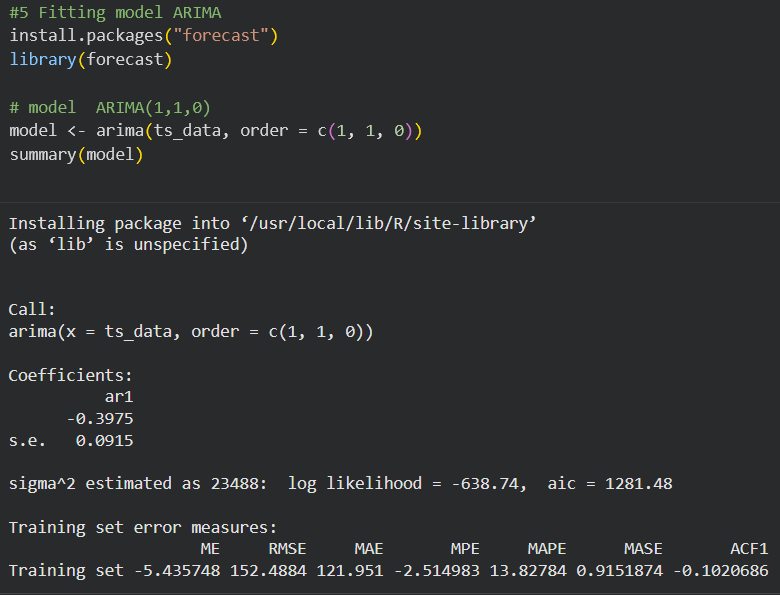 #5 Fitting model ARIMA
install.packages("forecast")
library(forecast)
# model  ARIMA(1,1,0)
model <- arima(ts_data, order = c(1, 1, 0))
summary(model)
Installing package into ‘/usr/local/lib/R/site-library’
(as ‘lib’ is unspecified)
Call:
arima(x = ts_data, order = c(1, 1, 0))
Coefficients:
          ar1
      -0.3975
s.e.   0.0915
sigma^2 estimated as 23488:  log likelihood = -638.74,  aic = 1281.48
Training set error measures:
                    ME     RMSE     MAE       MPE     MAPE      MASE       ACF1
Training set -5.435748 152.4884 121.951 -2.514983 13.82784 0.9151874 -0.1020686